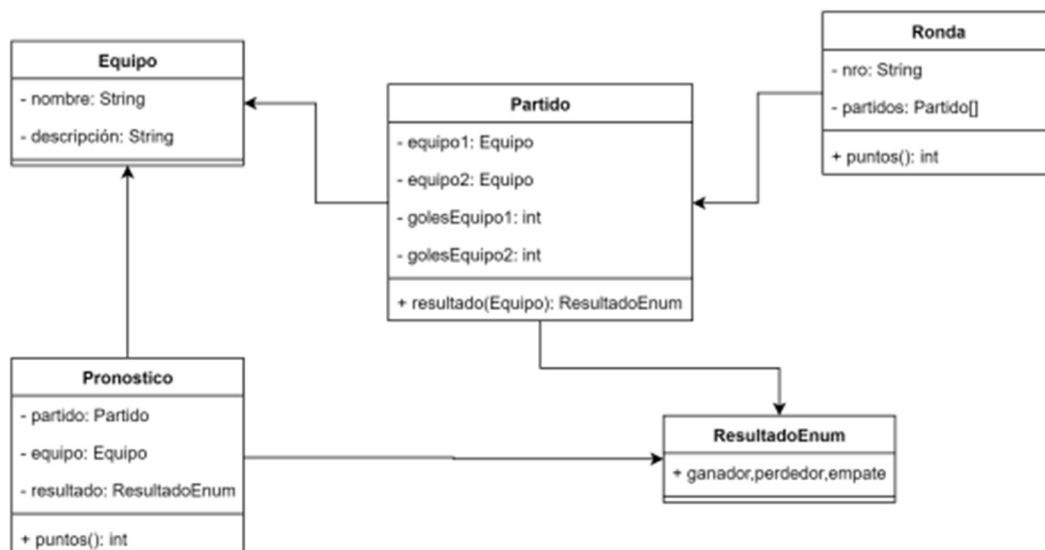 Equipo
- nombre: String
- descripción: String
Partido
- equipo1: Equipo
- equipo2: Equipo
- golesEquipo1: int
- golesEquipo2: int
+ resultado(Equipo): ResultadoEnum
Ronda
- nro: String
- partidos: Partido[]
+ puntos(): int
Pronostico
- partido: Partido
- equipo: Equipo
- resultado: ResultadoEnum
+ puntos(): int
ResultadoEnum
+ ganador,perdedor,empate